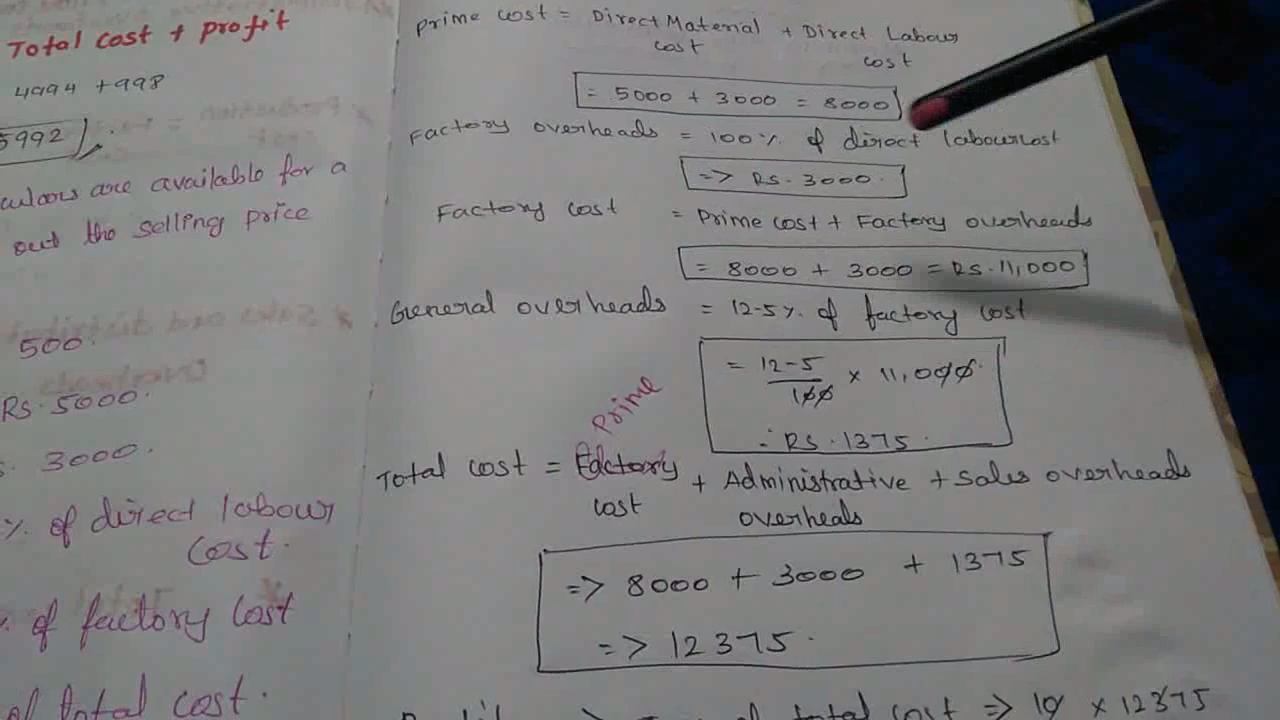 Total cost + profit
4994 + 998
5992
are available for a
out the selling price
500.
Rs. 5000.
3000.
% of direct labour
cost.
of factory cost
of total cost.
Prime cost = Direct Material + Direct Labour
cost cost
= 5000 + 3000 = 8000
Factory overheads = 100% of direct labour cost
=> Rs. 3000.
Factory cost = Prime cost + Factory overheads
= 8000 + 3000 = Rs. 11,000
General overheads = 12.5% of factory cost
= 12.5/100 × 11,000.
= Rs. 1375.
Prime
Total cost = Factory + Administrative + Sales overheads
cost overheals
=> 8000 + 3000 + 1375
=> 12375.
of total cost => 10 × 12375